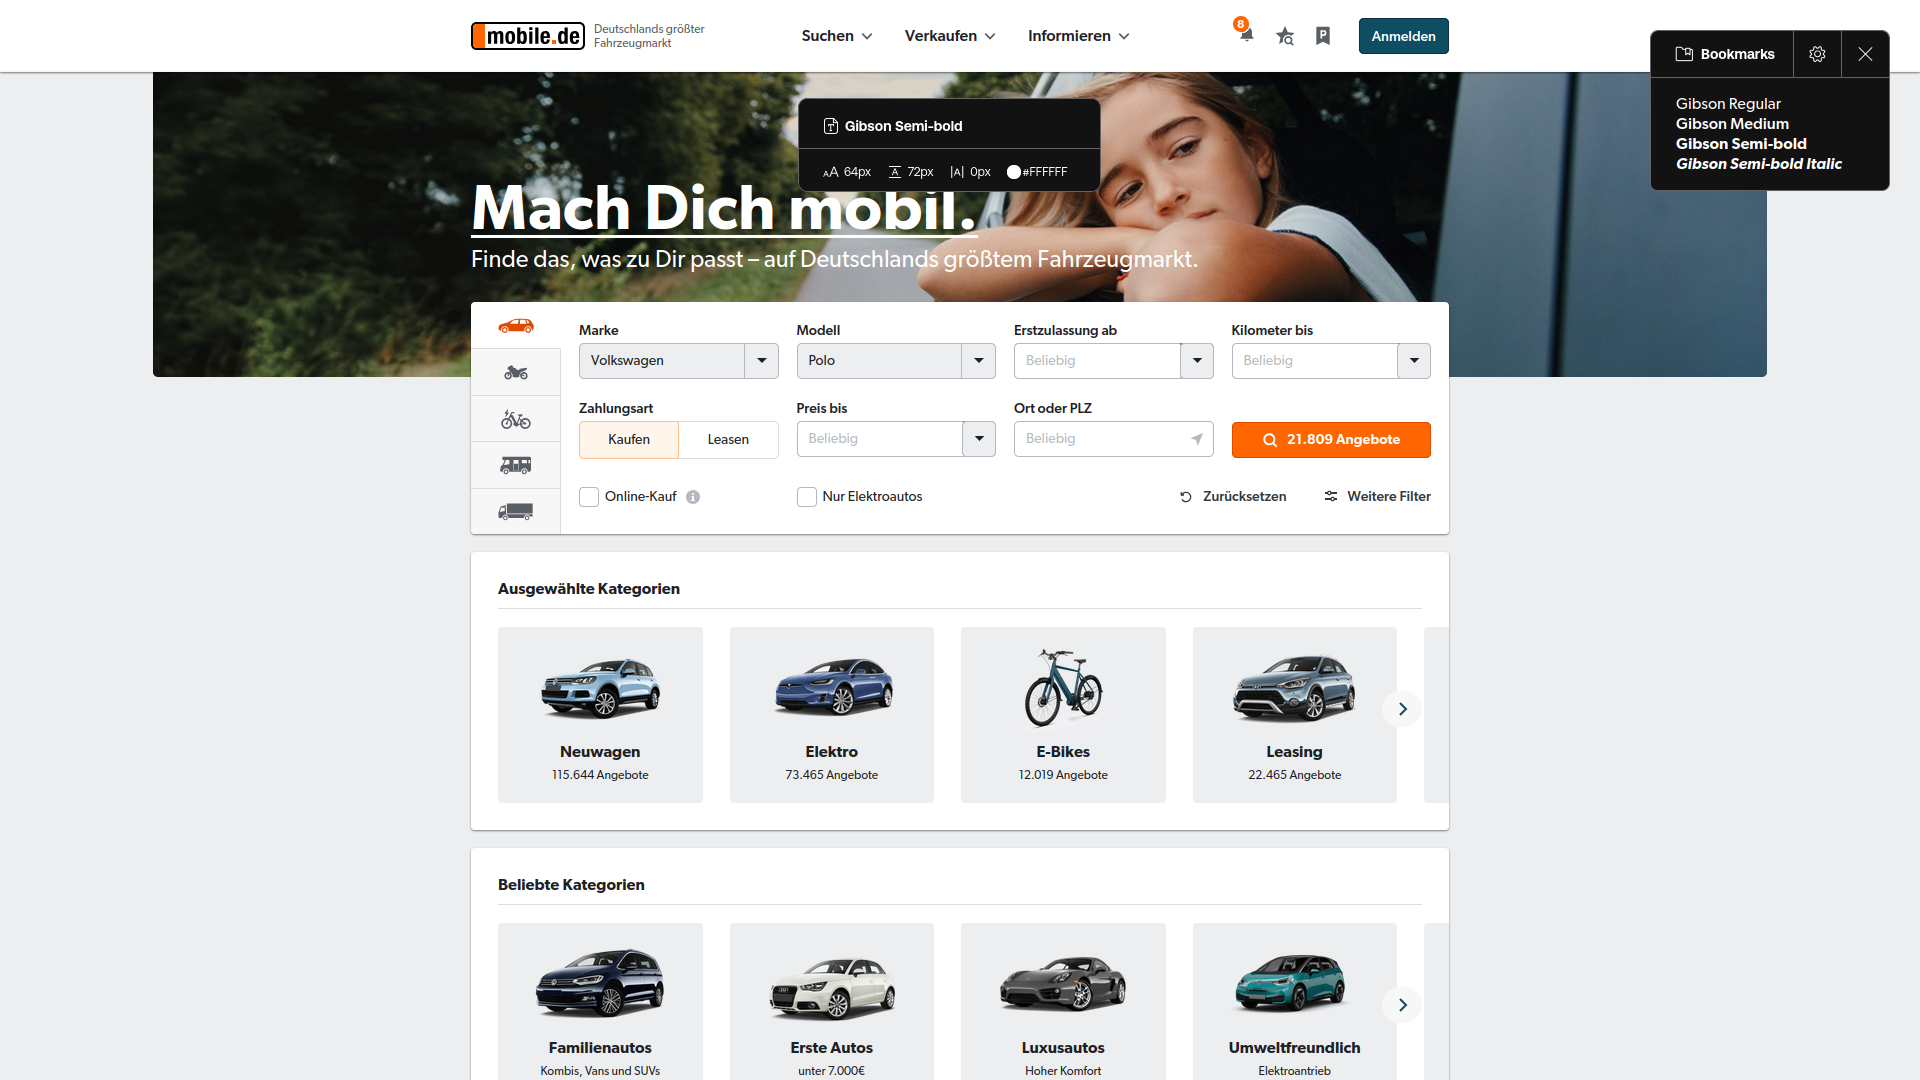 mobile.de
Deutschlands größter
Fahrzeugmarkt
Suchen
Verkaufen
Informieren
8
P
Anmelden
Bookmarks
Gibson Regular
Gibson Medium
Gibson Semi-bold
Gibson Semi-bold Italic
Gibson Semi-bold
AA 64px
A 72px
|A| 0px
#FFFFFF
Mach Dich mobil.
Finde das, was zu Dir passt – auf Deutschlands größtem Fahrzeugmarkt.
Marke
Modell
Erstzulassung ab
Kilometer bis
Volkswagen
Polo
Beliebig
Beliebig
Zahlungsart
Preis bis
Ort oder PLZ
Kaufen
Leasen
Beliebig
Beliebig
21.809 Angebote
Online-Kauf
i
Nur Elektroautos
Zurücksetzen
Weitere Filter
Ausgewählte Kategorien
Neuwagen
115.644 Angebote
Elektro
73.465 Angebote
E-Bikes
12.019 Angebote
Leasing
22.465 Angebote
Beliebte Kategorien
Familienautos
Kombis, Vans und SUVs
Erste Autos
unter 7.000€
Luxusautos
Hoher Komfort
Umweltfreundlich
Elektroantrieb